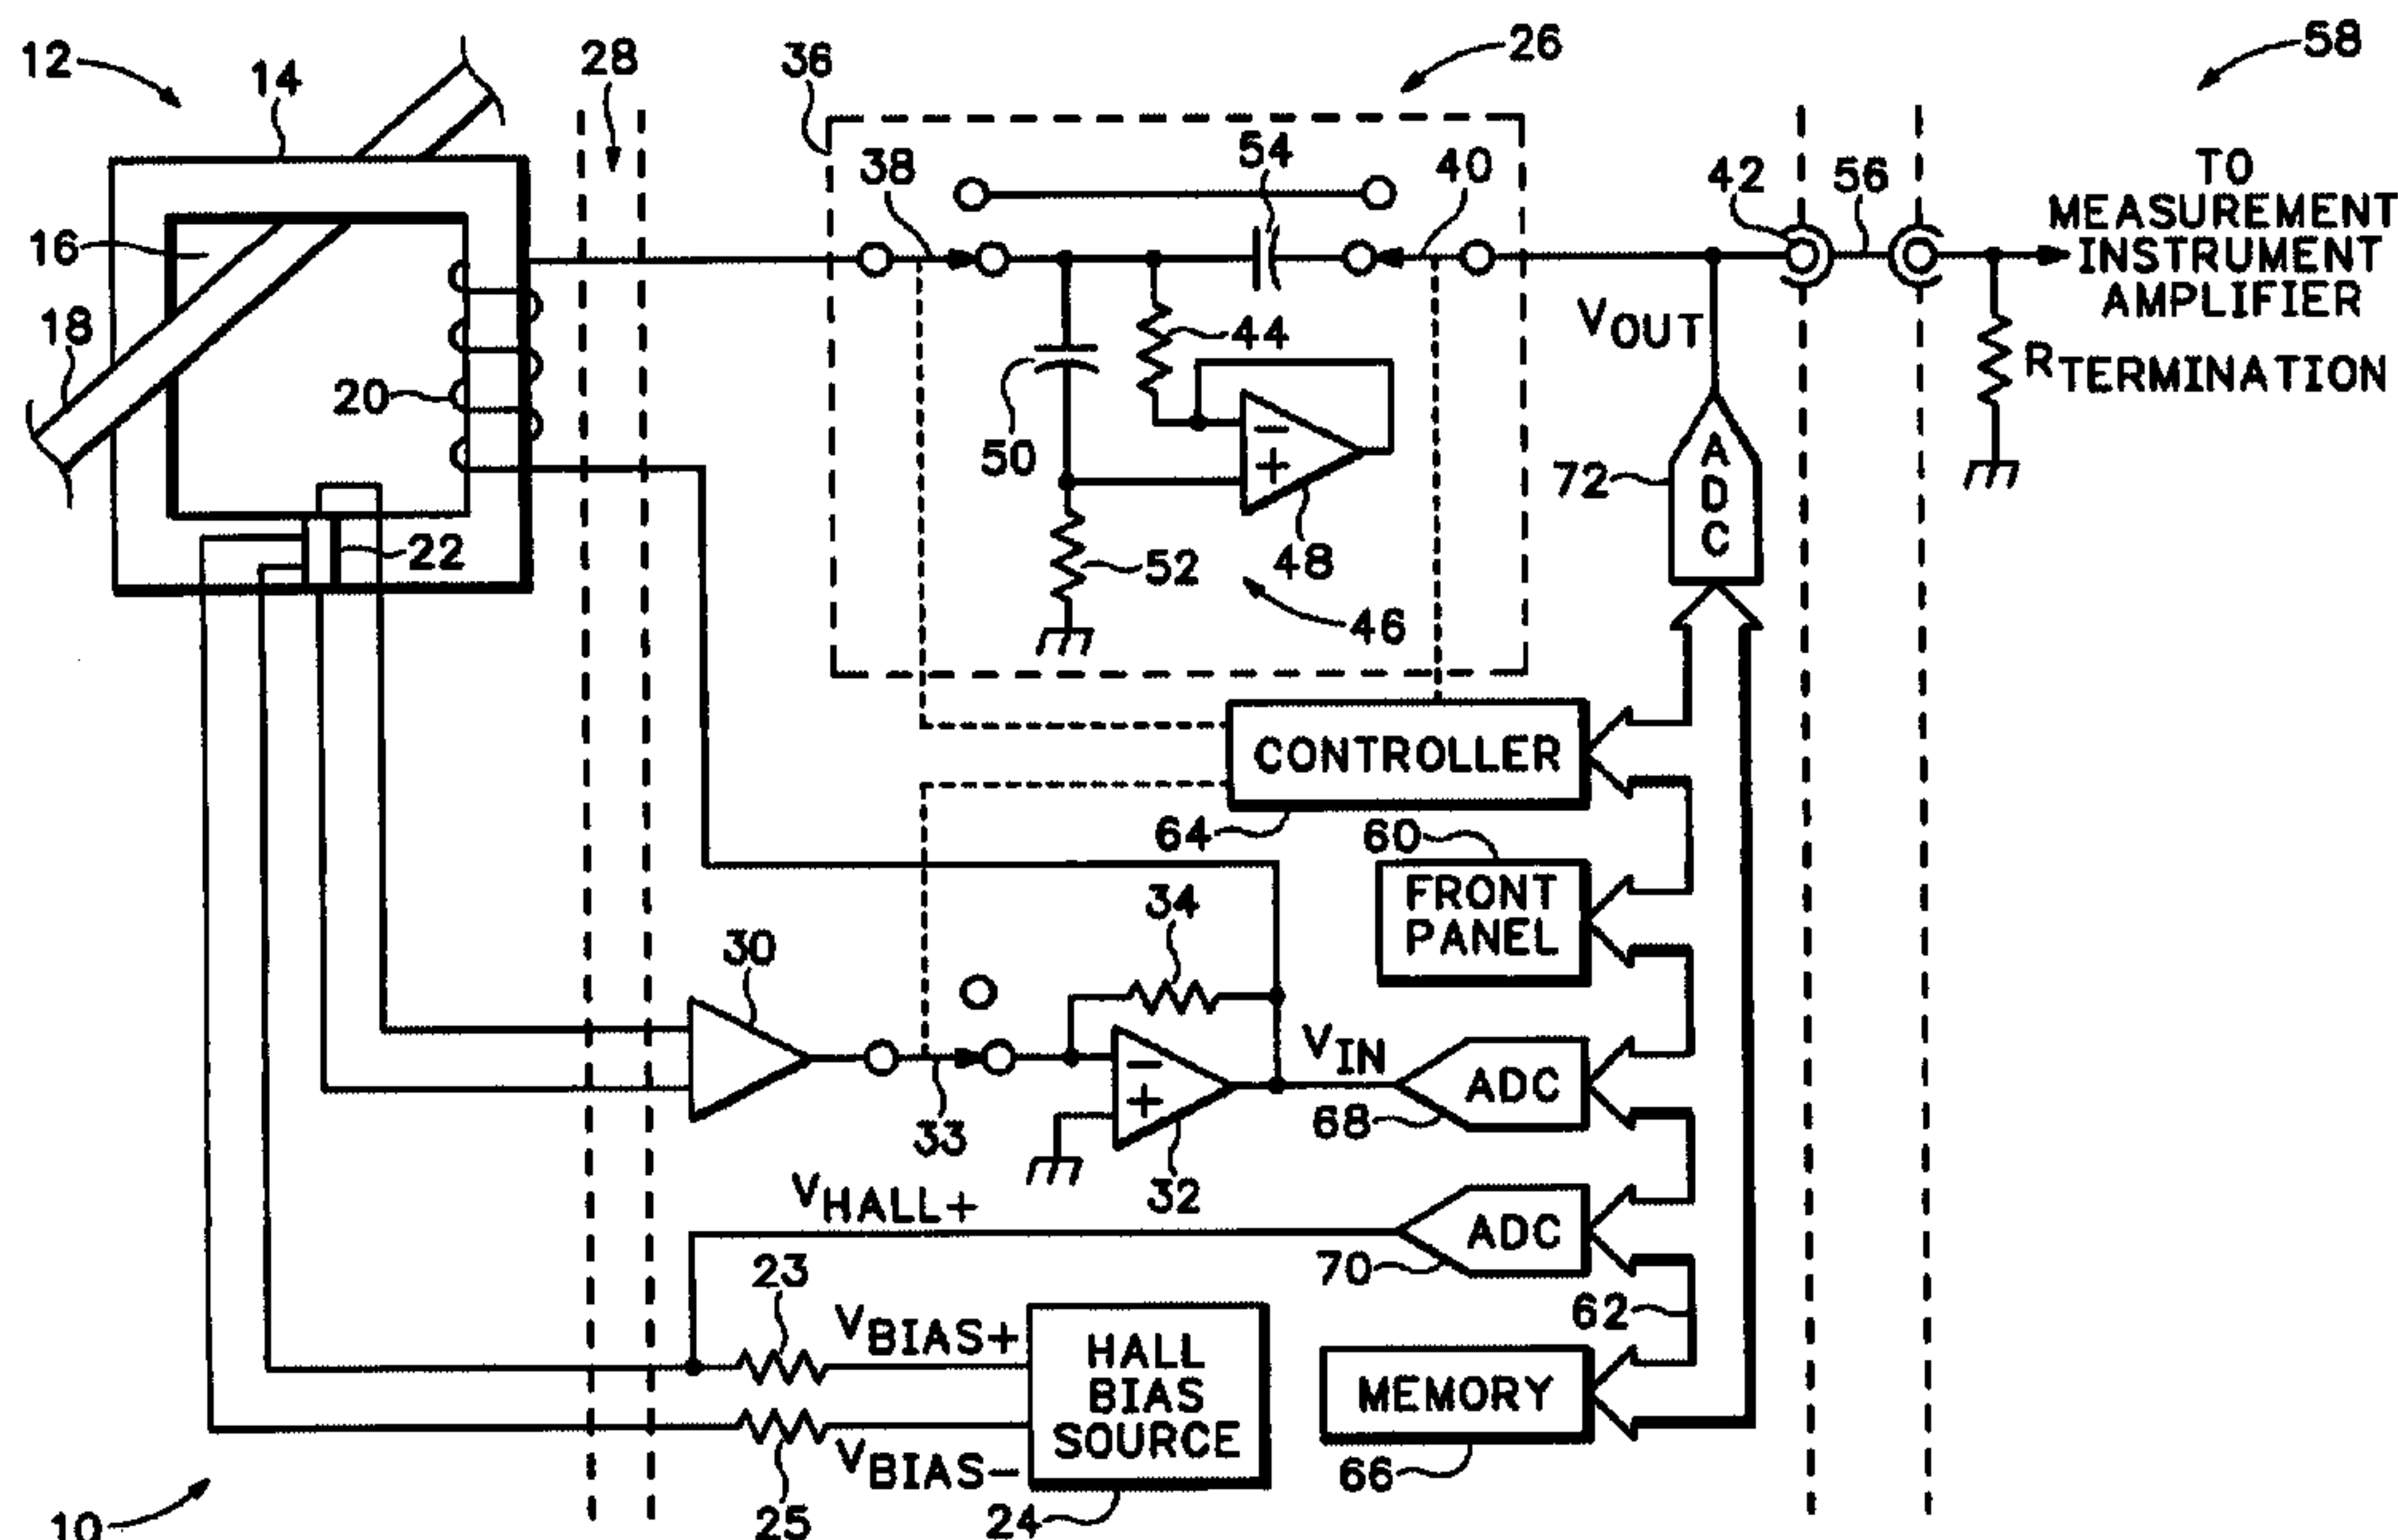 12
14
28
36
26
58
38
54
40
42
56
TO
MEASUREMENT
INSTRUMENT
AMPLIFIER
16
18
20
44
VOUT
RTERMINATION
50
−
+
72
A
D
C
22
52
48
46
CONTROLLER
64
60
FRONT
PANEL
34
30
VIN
−
+
ADC
68
33
32
VHALL+
ADC
70
23
62
VBIAS+
HALL
BIAS
SOURCE
MEMORY
VBIAS−
66
10
25
24